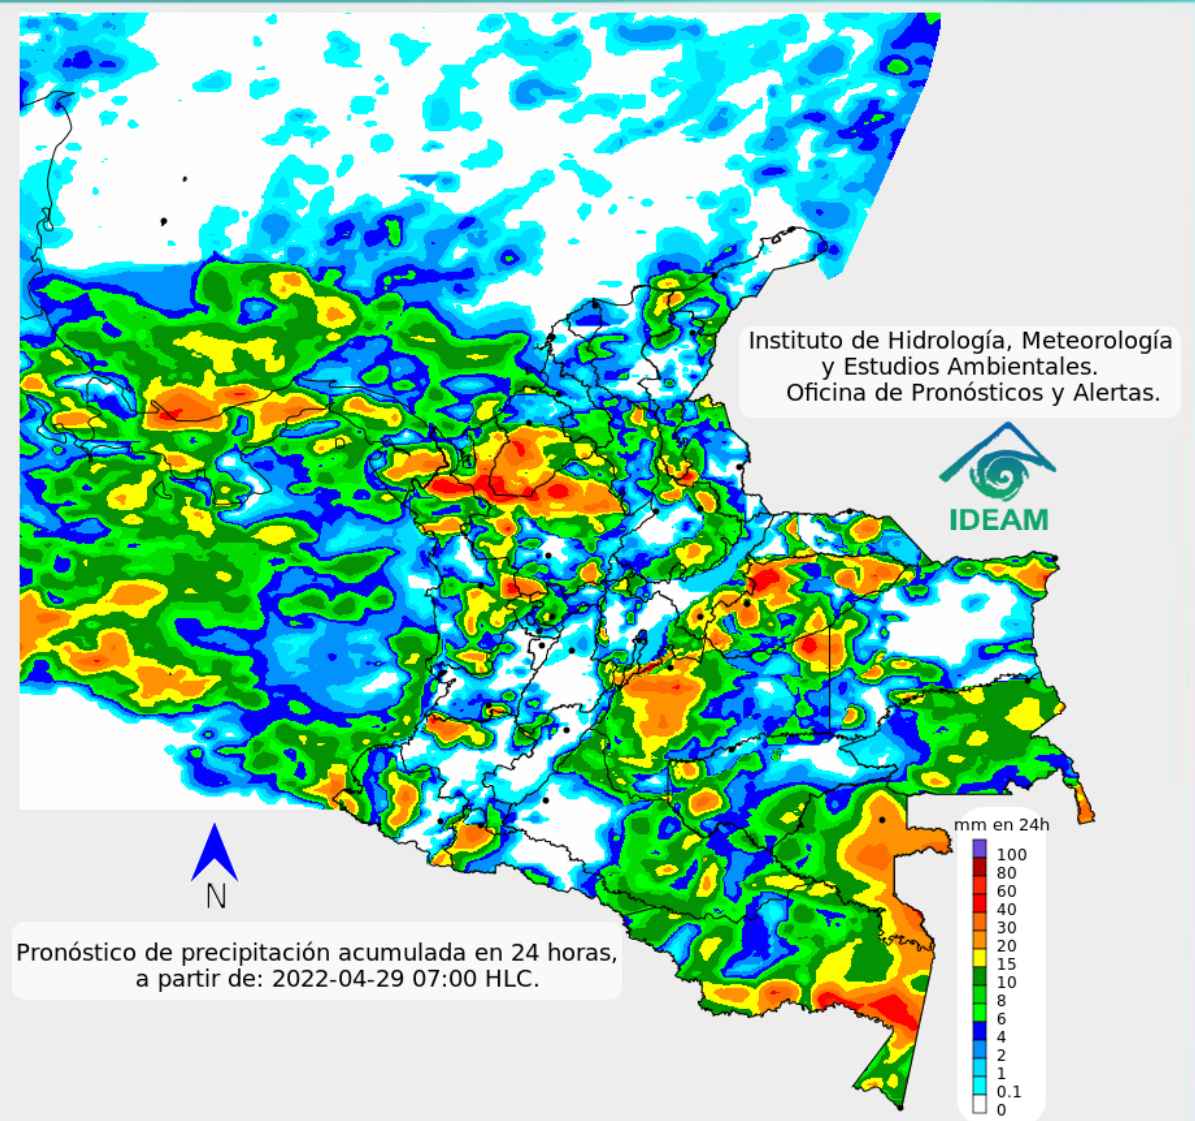 Instituto de Hidrología, Meteorología
y Estudios Ambientales.
Oficina de Pronósticos y Alertas.
IDEAM
mm en 24h
100
80
60
40
30
20
15
10
8
6
4
2
1
0.1
0
N
Pronóstico de precipitación acumulada en 24 horas,
a partir de: 2022-04-29 07:00 HLC.